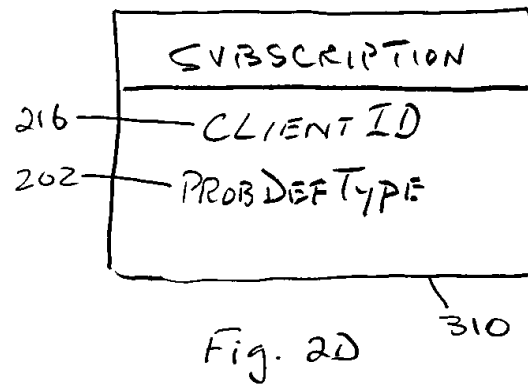 SUBSCRIPTION
216 CLIENT ID
202 PROBDEFTYPE
310
Fig. 2D